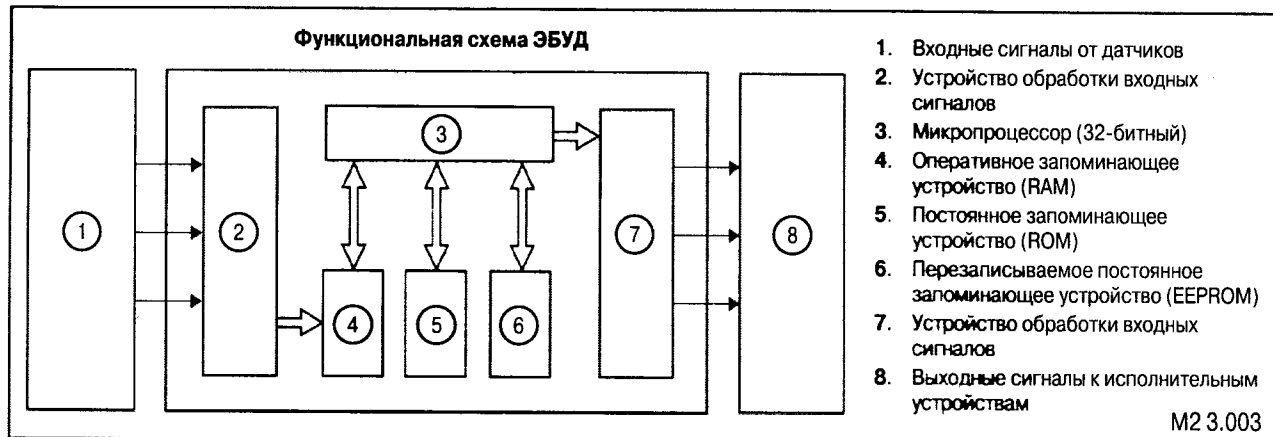 Функциональная схема ЭБУД
1
2
3
4
5
6
7
8
1. Входные сигналы от датчиков
2. Устройство обработки входных
сигналов
3. Микропроцессор (32-битный)
4. Оперативное запоминающее
устройство (RAM)
5. Постоянное запоминающее
устройство (ROM)
6. Перезаписываемое постоянное
запоминающее устройство (EEPROM)
7. Устройство обработки входных
сигналов
8. Выходные сигналы к исполнительным
устройствам
M2 3.003